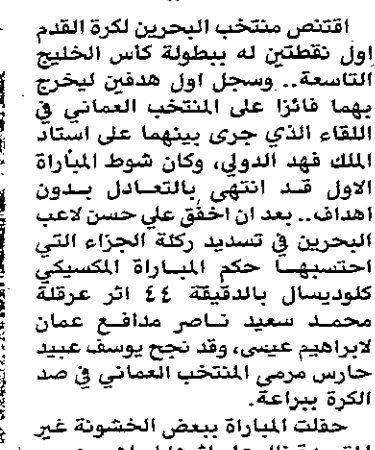 اقتنص منتخب البحرين لكرة القدم
اول نقطتين له ببطولة كأس الخليج
التاسعة.. وسجل اول هدفين ليخرج
بهما فائزا على المنتخب العماني في
اللقاء الذي جرى بينهما على استاد
الملك فهد الدولي، وكان شوط المباراة
الاول قد انتهى بالتعادل بدون
اهداف.. بعد ان اخفق علي حسن لاعب
البحرين في تسديد ركلة الجزاء التي
احتسبها حكم المباراة المكسيكي
كلوديسال بالدقيقة ٤٤ اثر عرقلة
محمد سعيد ناصر مدافع عمان
لابراهيم عيسى، وقد نجح يوسف عبيد
حارس مرمى المنتخب العماني في صد
الكرة ببراعة.
حفلت المباراة ببعض الخشونة غير